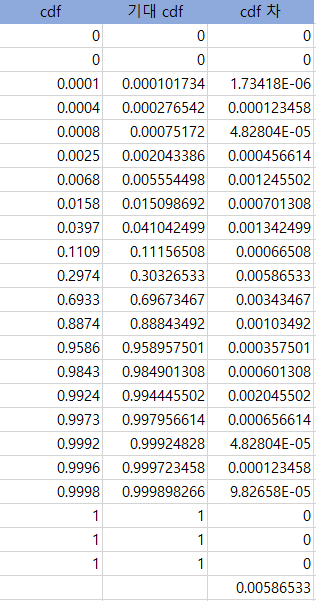 cdf 기대 cdf cdf 차
0 0 0
0 0 0
0.0001 0.000101734 1.73418E-06
0.0004 0.000276542 0.000123458
0.0008 0.00075172 4.82804E-05
0.0025 0.002043386 0.000456614
0.0068 0.005554498 0.001245502
0.0158 0.015098692 0.000701308
0.0397 0.041042499 0.001342499
0.1109 0.11156508 0.00066508
0.2974 0.30326533 0.00586533
0.6933 0.69673467 0.00343467
0.8874 0.88843492 0.00103492
0.9586 0.958957501 0.000357501
0.9843 0.984901308 0.000601308
0.9924 0.994445502 0.002045502
0.9973 0.997956614 0.000656614
0.9992 0.99924828 4.82804E-05
0.9996 0.999723458 0.000123458
0.9998 0.999898266 9.82658E-05
1 1 0
1 1 0
1 1 0
0.00586533